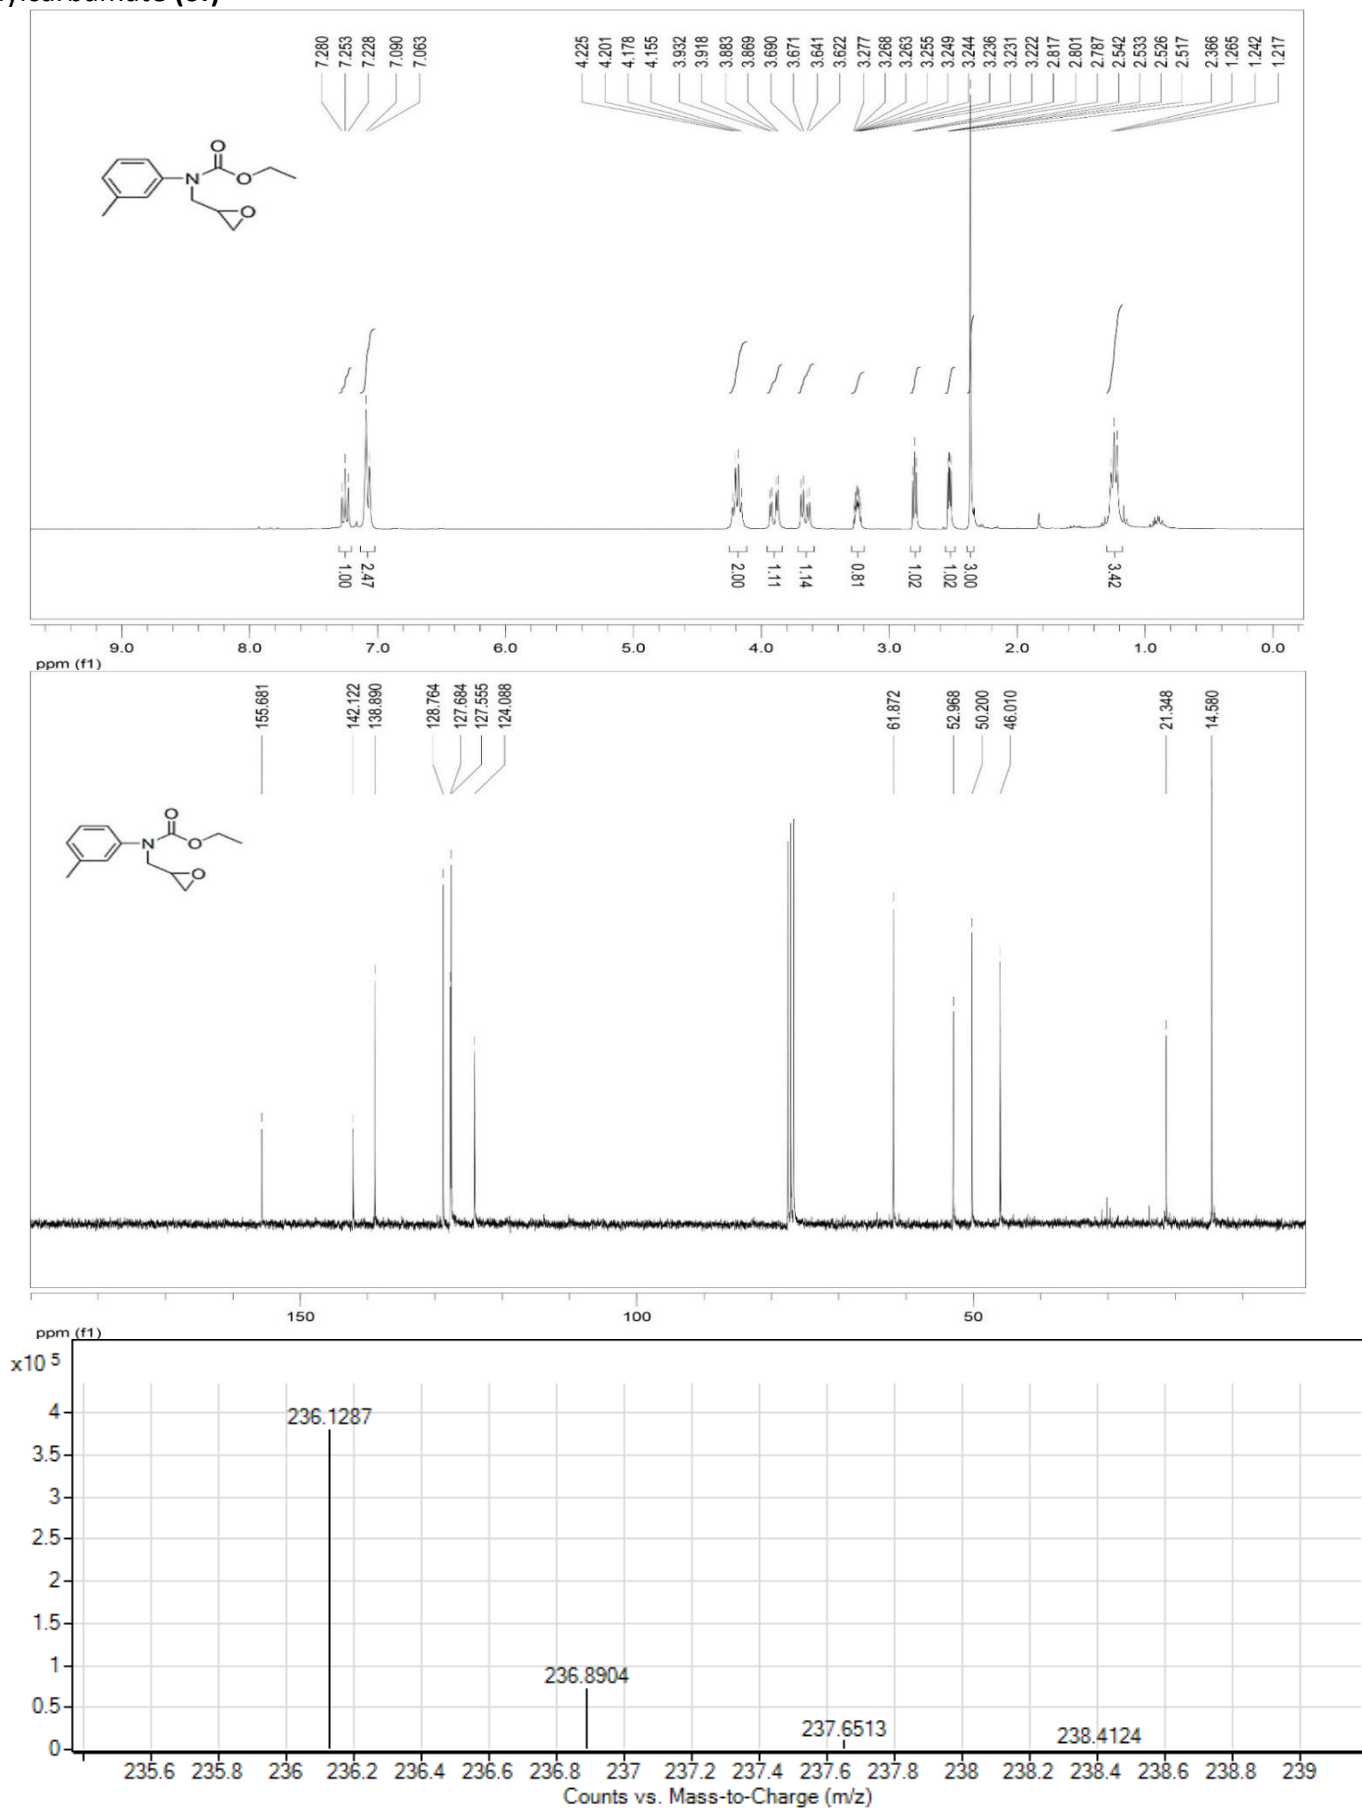 ylcarbamate (3f)
7.280 7.253 7.228 7.090 7.063 4.225 4.201 4.178 4.155 3.932 3.918 3.883 3.869 3.690 3.671 3.641 3.622 3.277 3.268 3.263 3.255 3.249 3.244 3.236 3.231 3.222 2.817 2.801 2.787 2.542 2.533 2.526 2.517 2.366 1.265 1.242 1.217
O
N O
O
1.00 2.47 2.00 1.11 1.14 0.81 1.02 1.02 3.00 3.42
9.0 8.0 7.0 6.0 5.0 4.0 3.0 2.0 1.0 0.0
ppm (f1)
155.681 142.122 138.890 128.764 127.684 127.555 124.088 61.872 52.968 50.200 46.010 21.348 14.580
O
N O
O
150 100 50
ppm (f1)
x10 5
4
236.1287
3.5
3
2.5
2
1.5
1
236.8904
0.5
237.6513
238.4124
0
235.6 235.8 236 236.2 236.4 236.6 236.8 237 237.2 237.4 237.6 237.8 238 238.2 238.4 238.6 238.8 239
Counts vs. Mass-to-Charge (m/z)